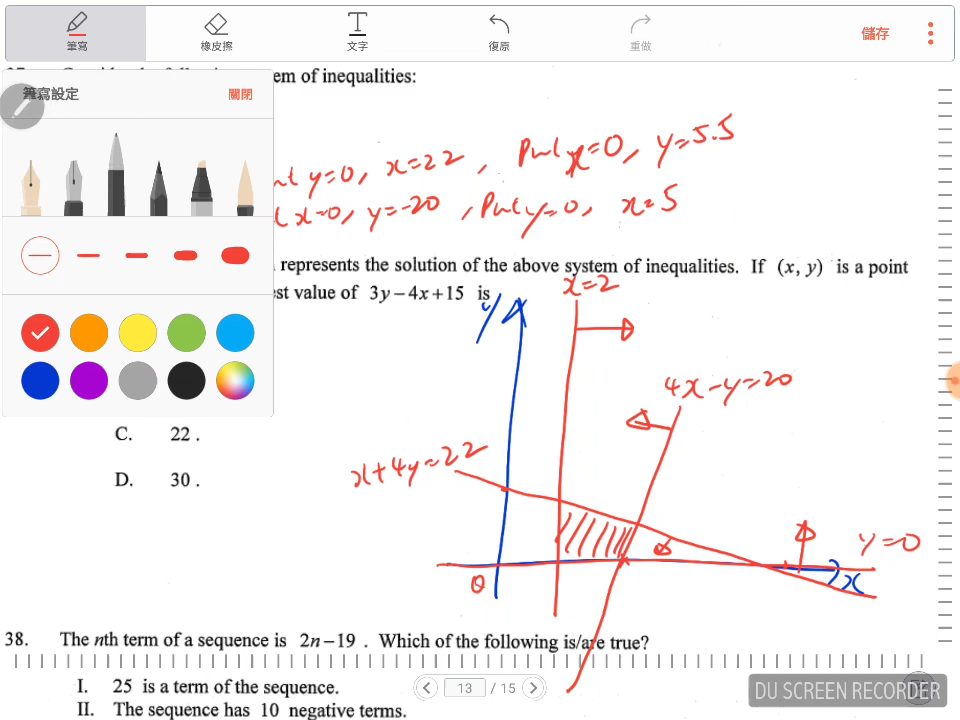 筆寫 橡皮擦 文字 復原 重做 儲存
em of inequalities:
筆寫設定 關閉
y=0, x=22, Put x=0, y=5.5
x=0, y=-20, Put y=0, x=5
represents the solution of the above system of inequalities. If (x, y) is a point
est value of 3y−4x+15 is
x=2
y
4x-y=20
C. 22 .
x+4y=22
D. 30 .
y=0
0
x
38. The nth term of a sequence is 2n−19 . Which of the following is/are true?
I. 25 is a term of the sequence.
13 / 15
DU SCREEN RECORDER
II. The sequence has 10 negative terms.